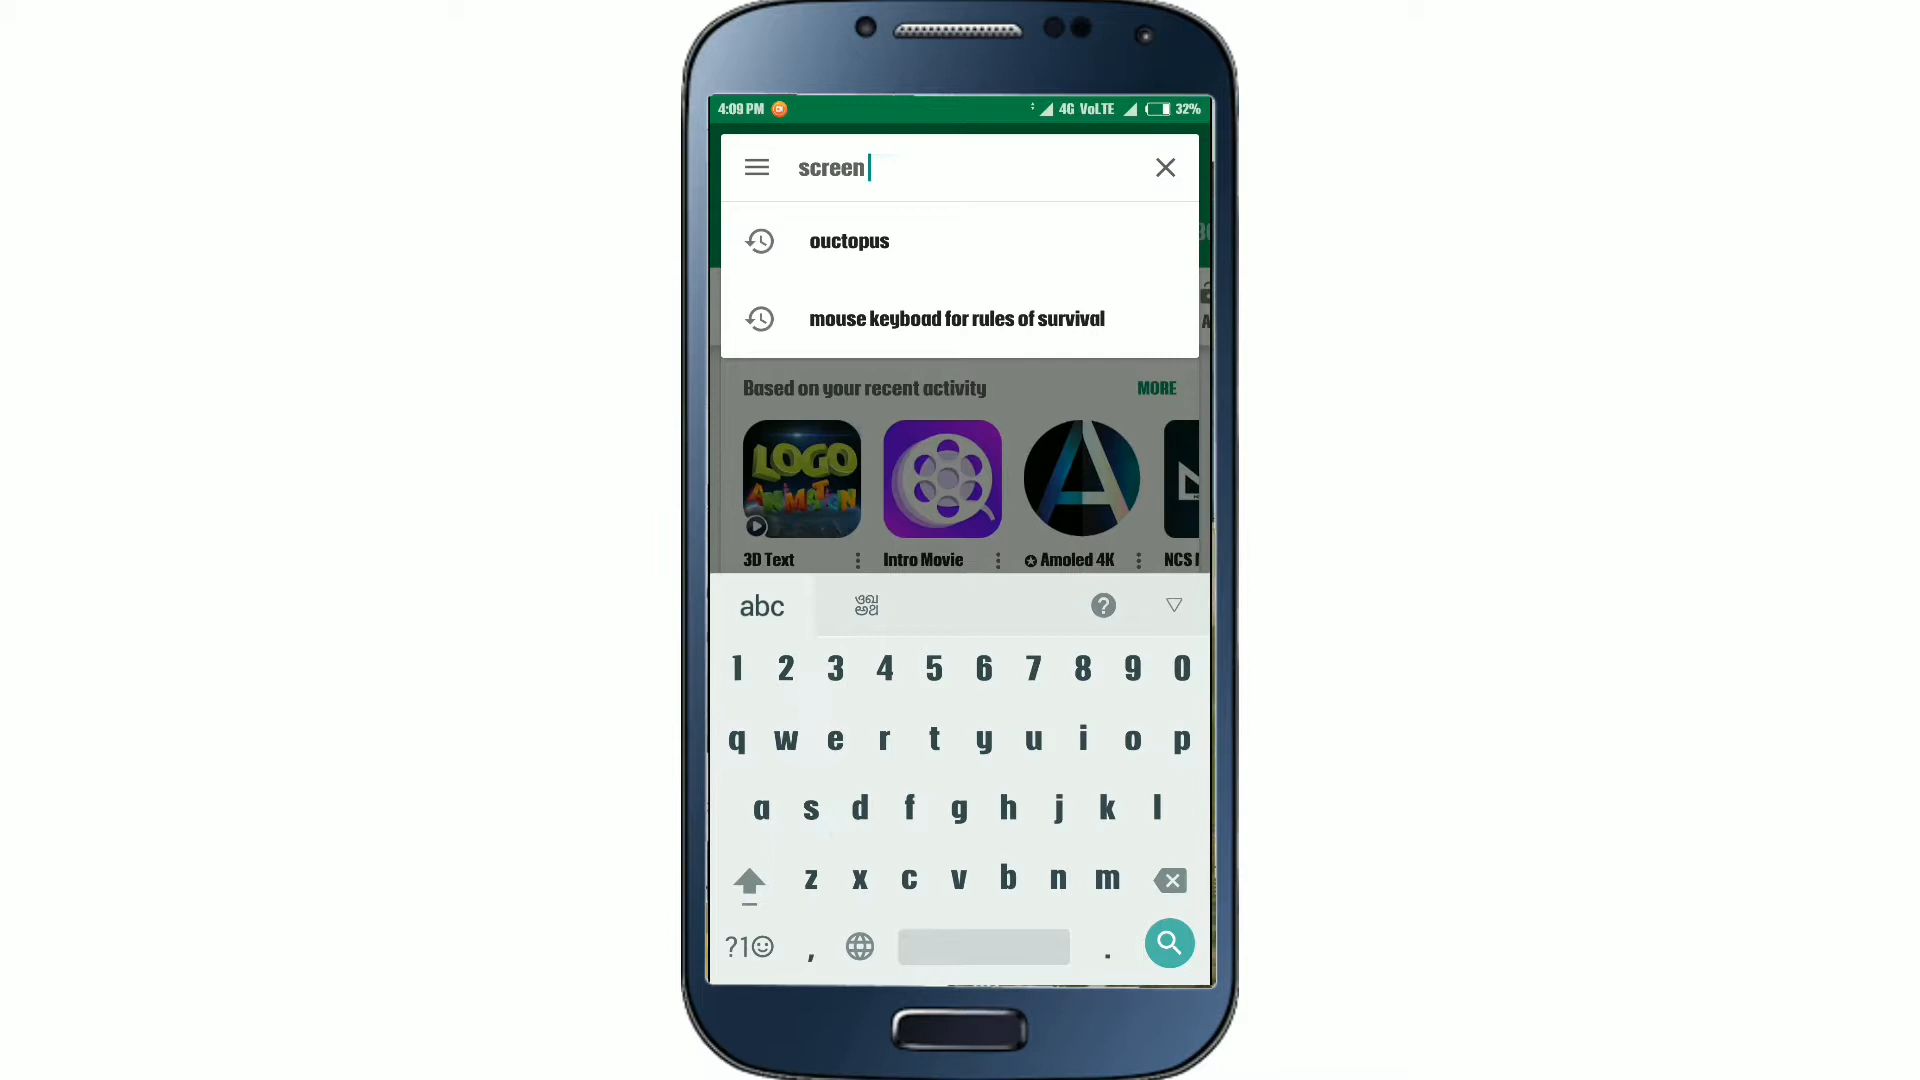 4:09 PM 4G VoLTE 32%
screen
ouctopus
mouse keyboad for rules of survival
Based on your recent activity MORE
LOGO
ANIMATION
3D Text Intro Movie Amoled 4K NCS
abc
1 2 3 4 5 6 7 8 9 0
q w e r t y u i o p
a s d f g h j k l
z x c v b n m
?1 , .